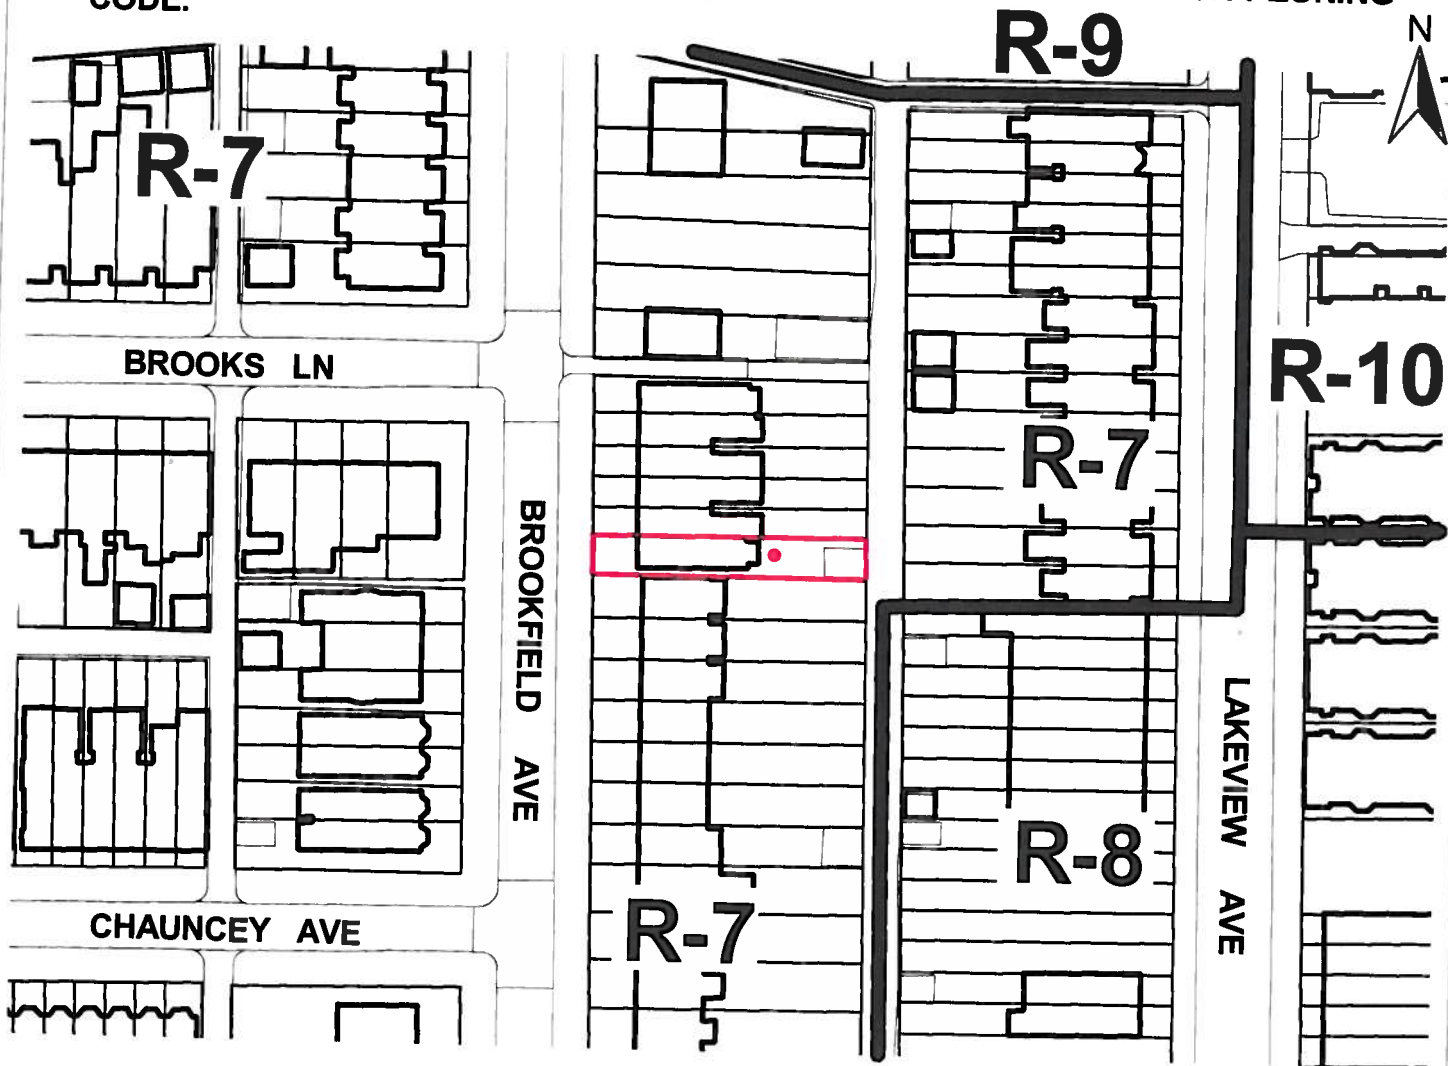 CODE.
R-9
N
R-7
BROOKS LN
R-10
R-7
BROOKFIELD AVE
LAKEVIEW AVE
R-8
R-7
CHAUNCEY AVE